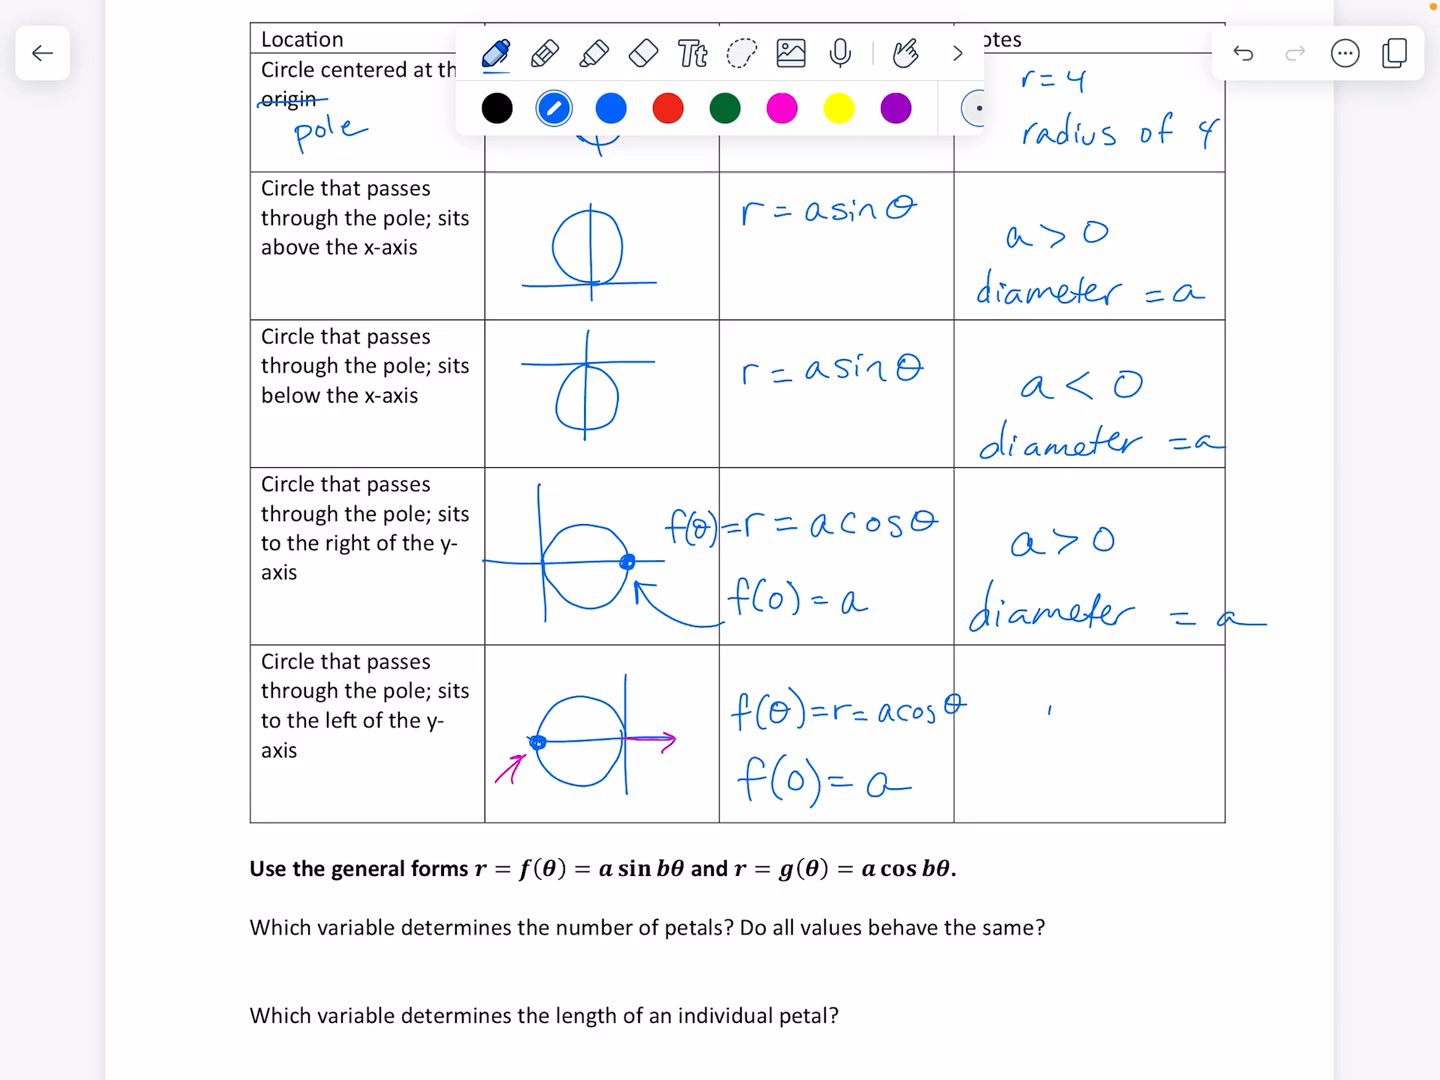 Location
otes
Circle centered at th
origin
pole
r = 4
radius of 4
Tt
Circle that passes
through the pole; sits
above the x-axis
r = a sin θ
a > 0
diameter = a
Circle that passes
through the pole; sits
below the x-axis
r = a sin θ
a < 0
diameter = a
Circle that passes
through the pole; sits
to the right of the y-
axis
f(θ) = r = a cos θ
f(0) = a
a > 0
diameter = a
Circle that passes
through the pole; sits
to the left of the y-
axis
f(θ) = r = a cos θ
f(0) = a
Use the general forms r = f(θ) = a sin bθ and r = g(θ) = a cos bθ.
Which variable determines the number of petals? Do all values behave the same?
Which variable determines the length of an individual petal?